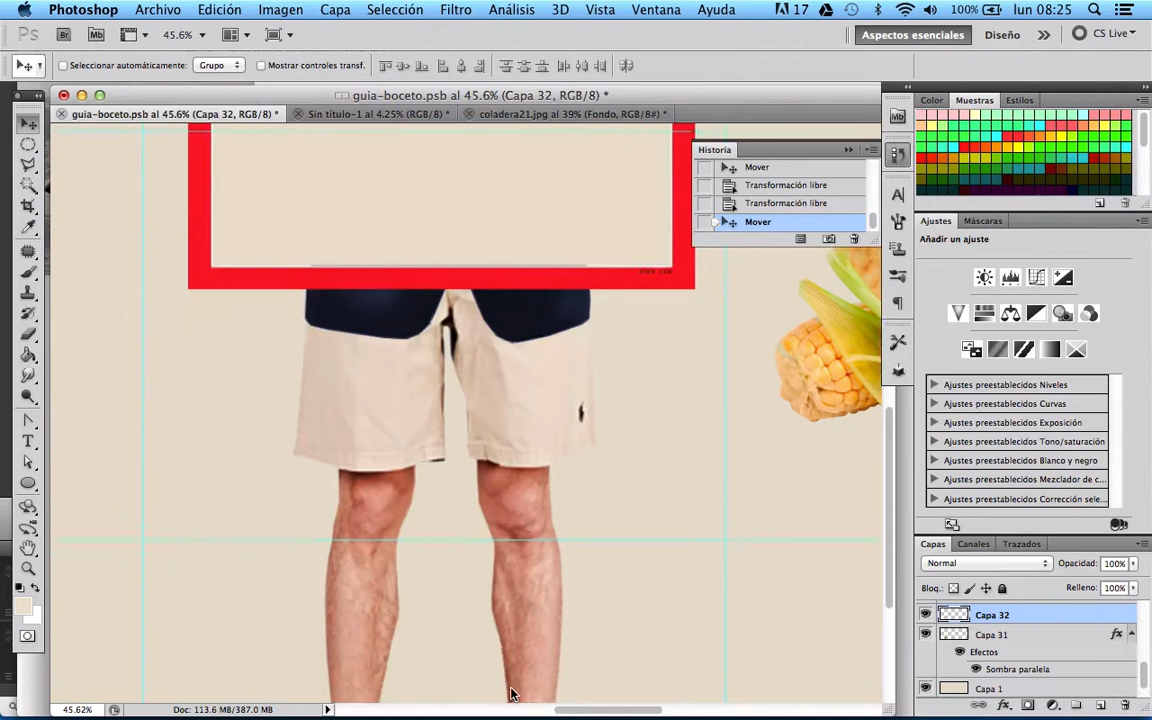 Photoshop Archivo Edición Imagen Capa Selección Filtro Análisis 3D Vista Ventana Ayuda 17 100% lun 08:25
Ps Br Mb 45.6% Aspectos esenciales Diseño CS Live
Seleccionar automáticamente: Grupo Mostrar controles transf.
guia-boceto.psb al 45.6% (Capa 32, RGB/8) *
guia-boceto.psb al 45.6% (Capa 32, RGB/8) * Sin título-1 al 4.25% (RGB/8) * coladera21.jpg al 39% (Fondo, RGB/8#) *
Historia
Mover
Transformación libre
Transformación libre
Mover
Mb
Color Muestras Estilos
Ajustes Máscaras
Añadir un ajuste
Ajustes preestablecidos Niveles
Ajustes preestablecidos Curvas
Ajustes preestablecidos Exposición
Ajustes preestablecidos Tono/saturación
Ajustes preestablecidos Blanco y negro
Ajustes preestablecidos Mezclador de c...
Ajustes preestablecidos Corrección sele...
Capas Canales Trazados
Normal Opacidad: 100%
Bloq.: Relleno: 100%
Capa 32
Capa 31 fx
Efectos
Sombra paralela
Capa 1
45.62% Doc: 113.6 MB/387.0 MB